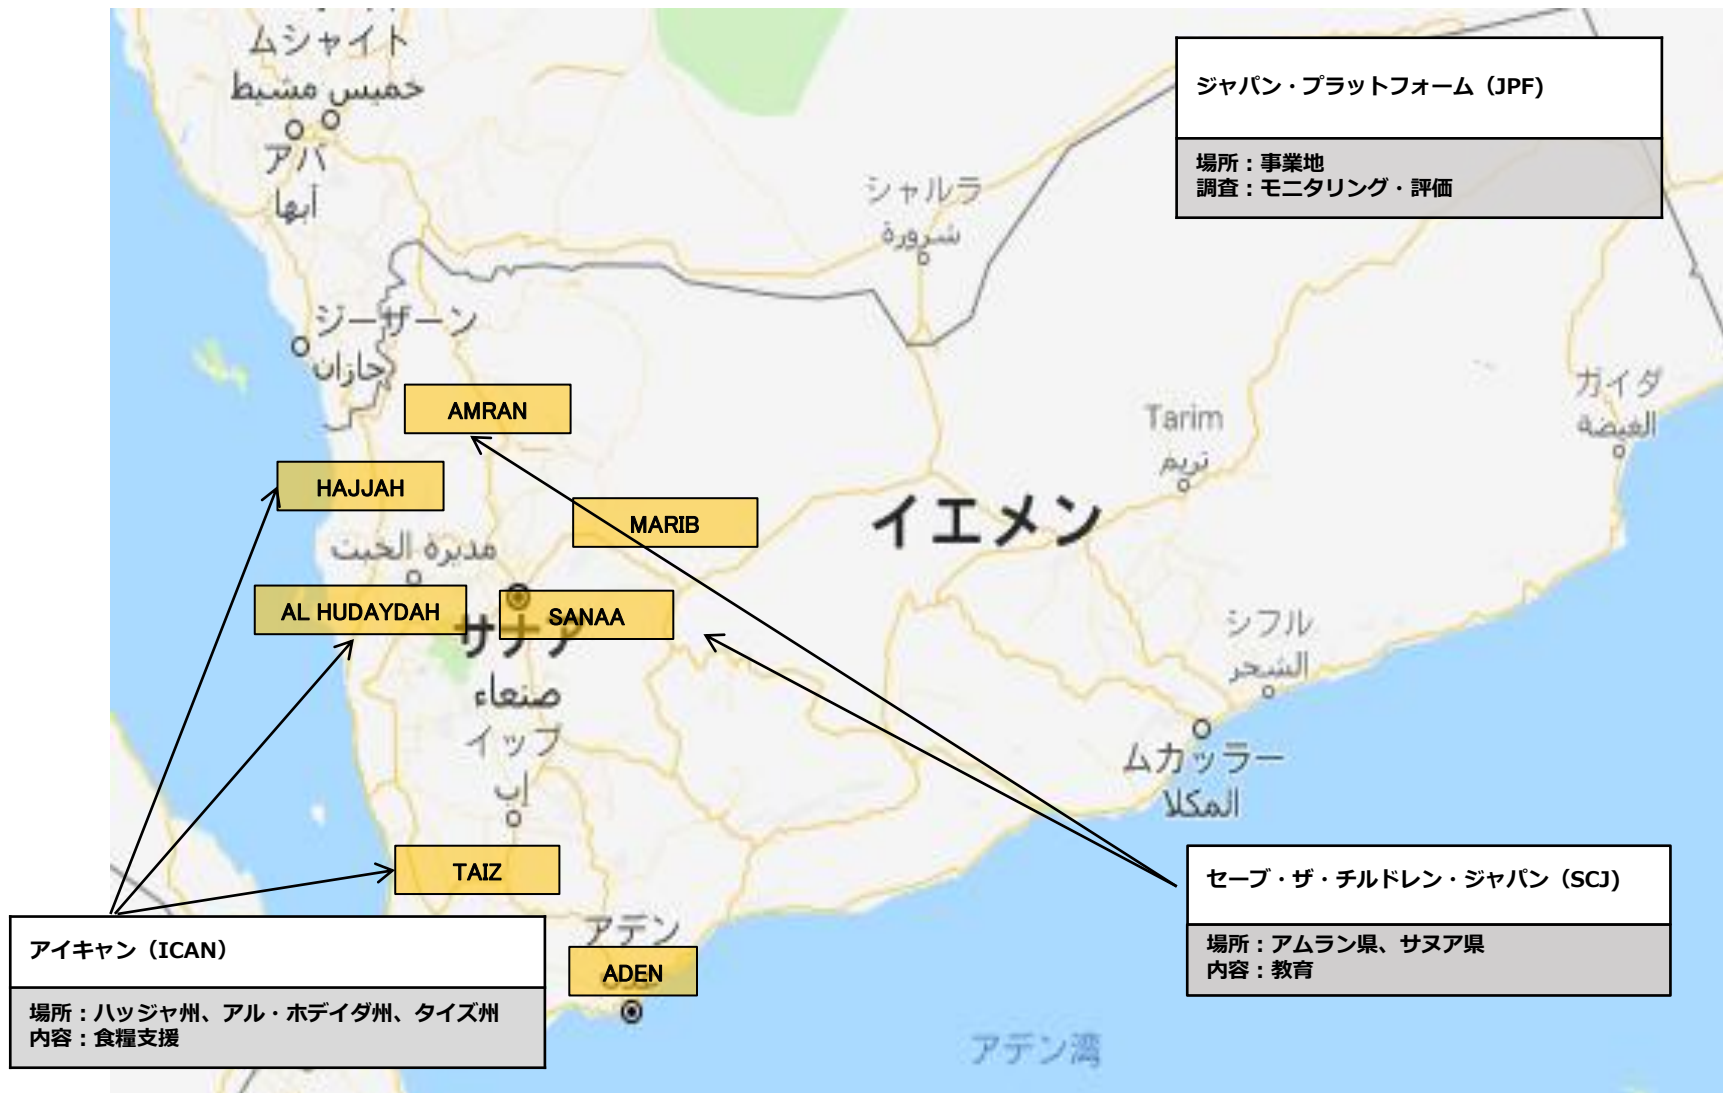 ムシャイト
خميس مشيط
アバ
أبها
ジャパン・プラットフォーム（JPF)
場所：事業地
調査：モニタリング・評価
シャルラ
شرورة
ジーザーン
جازان
AMRAN
Tarim
تريم
ガイダ
الغيضة
HAJJAH
MARIB
イエメン
مديرة الخبت
AL HUDAYDAH
SANAA
サナア
صنعاء
シフル
الشحر
イッブ
إب
ムカッラー
المكلا
TAIZ
セーブ・ザ・チルドレン・ジャパン（SCJ)
場所：アムラン県、サヌア県
内容：教育
アデン
ADEN
アイキャン（ICAN）
場所：ハッジャ州、アル・ホデイダ州、タイズ州
内容：食糧支援
アデン湾